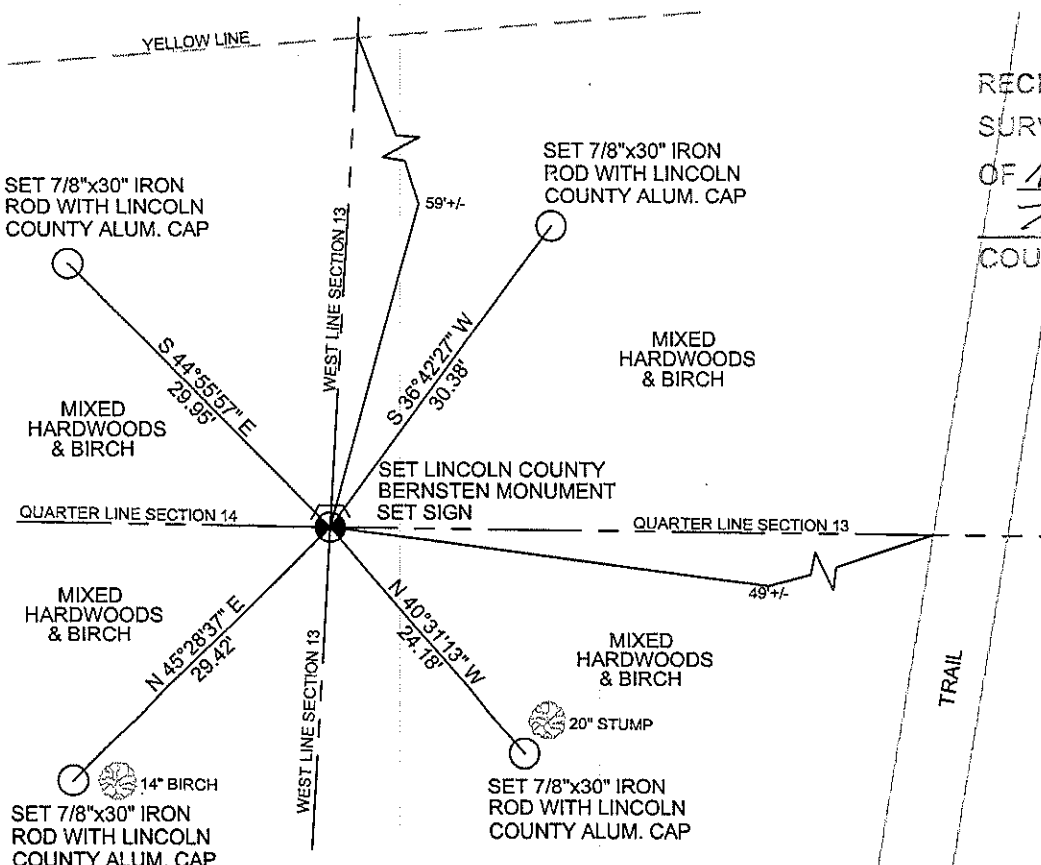 YELLOW LINE
RECE
SURV
OF
COU
SET 7/8"x30" IRON
ROD WITH LINCOLN
COUNTY ALUM. CAP
SET 7/8"x30" IRON
ROD WITH LINCOLN
COUNTY ALUM. CAP
59'+/-
WEST LINE SECTION 13
S 44°55'57" E
29.95'
S 36°42'27" W
30.38'
MIXED
HARDWOODS
& BIRCH
MIXED
HARDWOODS
& BIRCH
SET LINCOLN COUNTY
BERNSTEN MONUMENT
SET SIGN
QUARTER LINE SECTION 14
QUARTER LINE SECTION 13
MIXED
HARDWOODS
& BIRCH
N 45°28'37" E
29.42'
N 40°31'13" W
24.18'
49'+/-
MIXED
HARDWOODS
& BIRCH
WEST LINE SECTION 13
TRAIL
20" STUMP
14" BIRCH
SET 7/8"x30" IRON
ROD WITH LINCOLN
COUNTY ALUM. CAP
SET 7/8"x30" IRON
ROD WITH LINCOLN
COUNTY ALUM. CAP